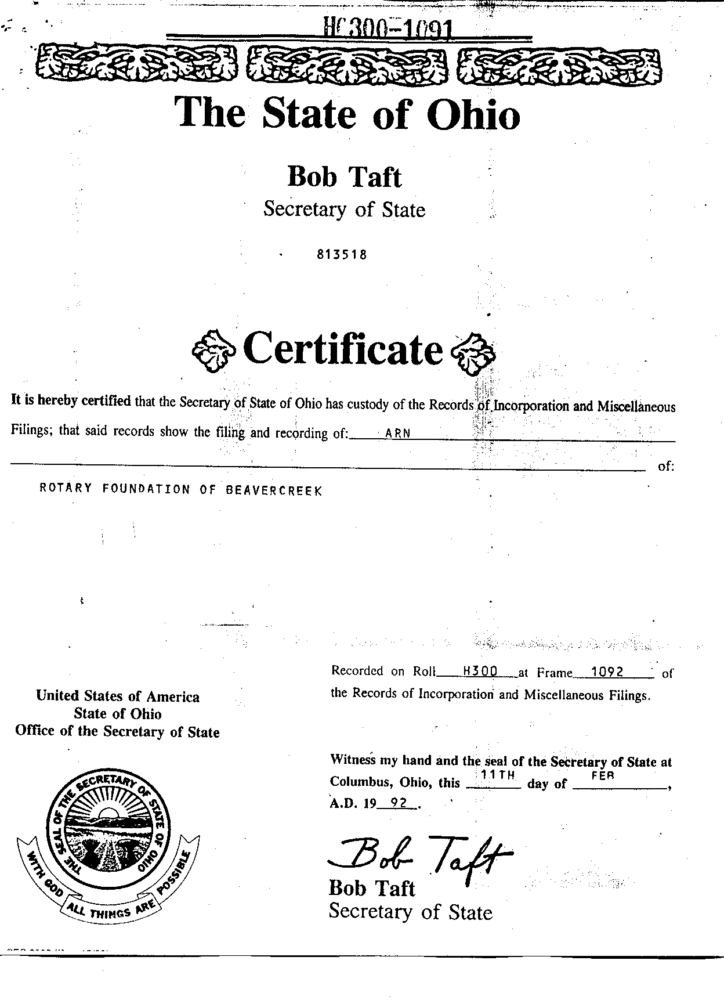 HC300-1091
The State of Ohio
Bob Taft
Secretary of State
813518
Certificate
It is hereby certified that the Secretary of State of Ohio has custody of the Records of Incorporation and Miscellaneous
Filings; that said records show the filing and recording of: ARN
of:
ROTARY FOUNDATION OF BEAVERCREEK
Recorded on Roll H300 at Frame 1092 of
the Records of Incorporation and Miscellaneous Filings.
United States of America
State of Ohio
Office of the Secretary of State
Witness my hand and the seal of the Secretary of State at
Columbus, Ohio, this 11TH day of FEB,
A.D. 19 92.
THE SEAL OF THE SECRETARY OF STATE OF OHIO
WITH GOD ALL THINGS ARE POSSIBLE
Bob Taft
Bob Taft
Secretary of State